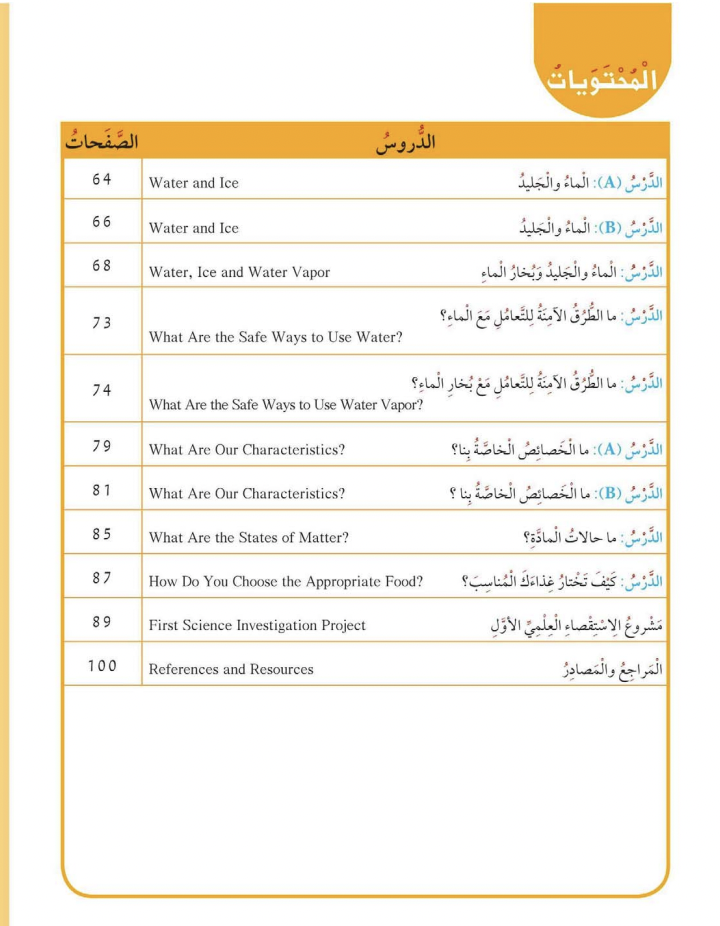 الْمُحْتَوَياتُ
الدُّروسُ الصَّفَحاتُ
الدَّرْسُ (A): الْماءُ والْجَليدُ Water and Ice 64
الدَّرْسُ (B): الْماءُ والْجَليدُ Water and Ice 66
الدَّرْسُ: الْماءُ والْجَليدُ وَبُخارُ الْماءِ Water, Ice and Water Vapor 68
الدَّرْسُ: ما الطُّرُقُ الآمِنَةُ لِلتَّعامُلِ مَعَ الْماءِ؟
What Are the Safe Ways to Use Water? 73
الدَّرْسُ: ما الطُّرُقُ الآمِنَةُ لِلتَّعامُلِ مَعْ بُخارِ الْماءِ؟
What Are the Safe Ways to Use Water Vapor? 74
الدَّرْسُ (A): ما الْخَصائِصُ الْخاصَّةُ بِنا؟ What Are Our Characteristics? 79
الدَّرْسُ (B): ما الْخَصائِصُ الْخاصَّةُ بِنا ؟ What Are Our Characteristics? 81
الدَّرْسُ: ما حالاتُ الْمادَّةِ؟ What Are the States of Matter? 85
الدَّرْسُ: كَيْفَ تَخْتارُ غِذاءَكَ الْمُناسِبَ؟ How Do You Choose the Appropriate Food? 87
مَشْروعُ الِاسْتِقْصاءِ الْعِلْمِيِّ الأوَّلِ First Science Investigation Project 89
الْمَراجِعُ والْمَصادِرُ References and Resources 100